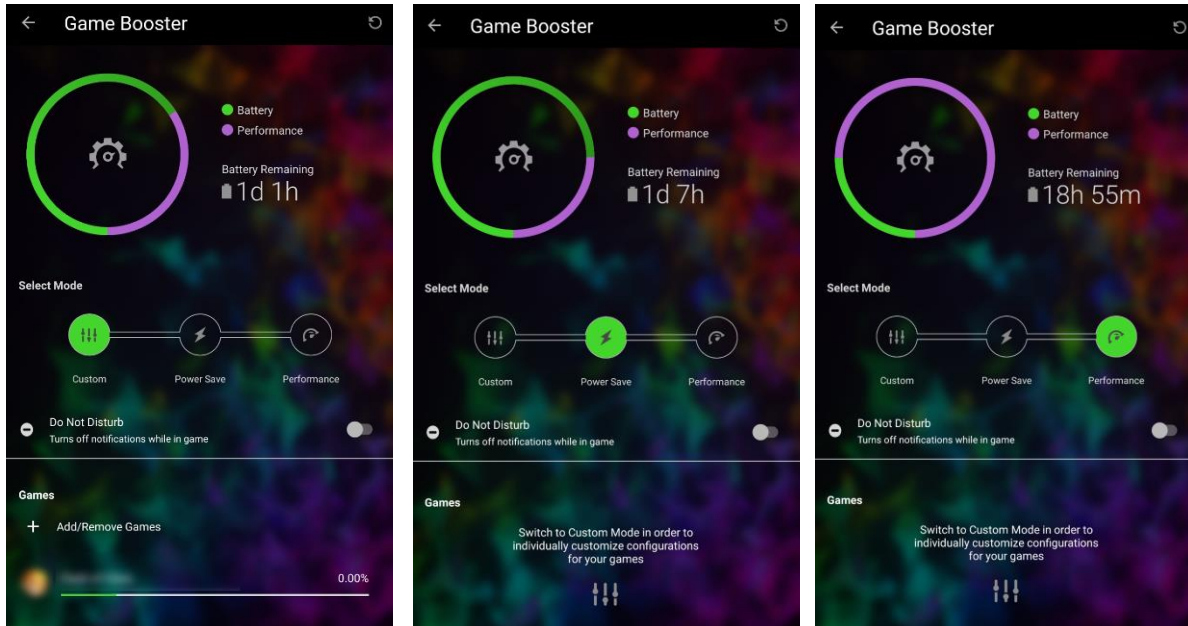 Game Booster
Battery
Performance
Battery Remaining
1d 1h
Select Mode
Custom
Power Save
Performance
Do Not Disturb
Turns off notifications while in game
Games
Add/Remove Games
0.00%
Game Booster
Battery
Performance
Battery Remaining
1d 7h
Select Mode
Custom
Power Save
Performance
Do Not Disturb
Turns off notifications while in game
Games
Switch to Custom Mode in order to
individually customize configurations
for your games
Game Booster
Battery
Performance
Battery Remaining
18h 55m
Select Mode
Custom
Power Save
Performance
Do Not Disturb
Turns off notifications while in game
Games
Switch to Custom Mode in order to
individually customize configurations
for your games